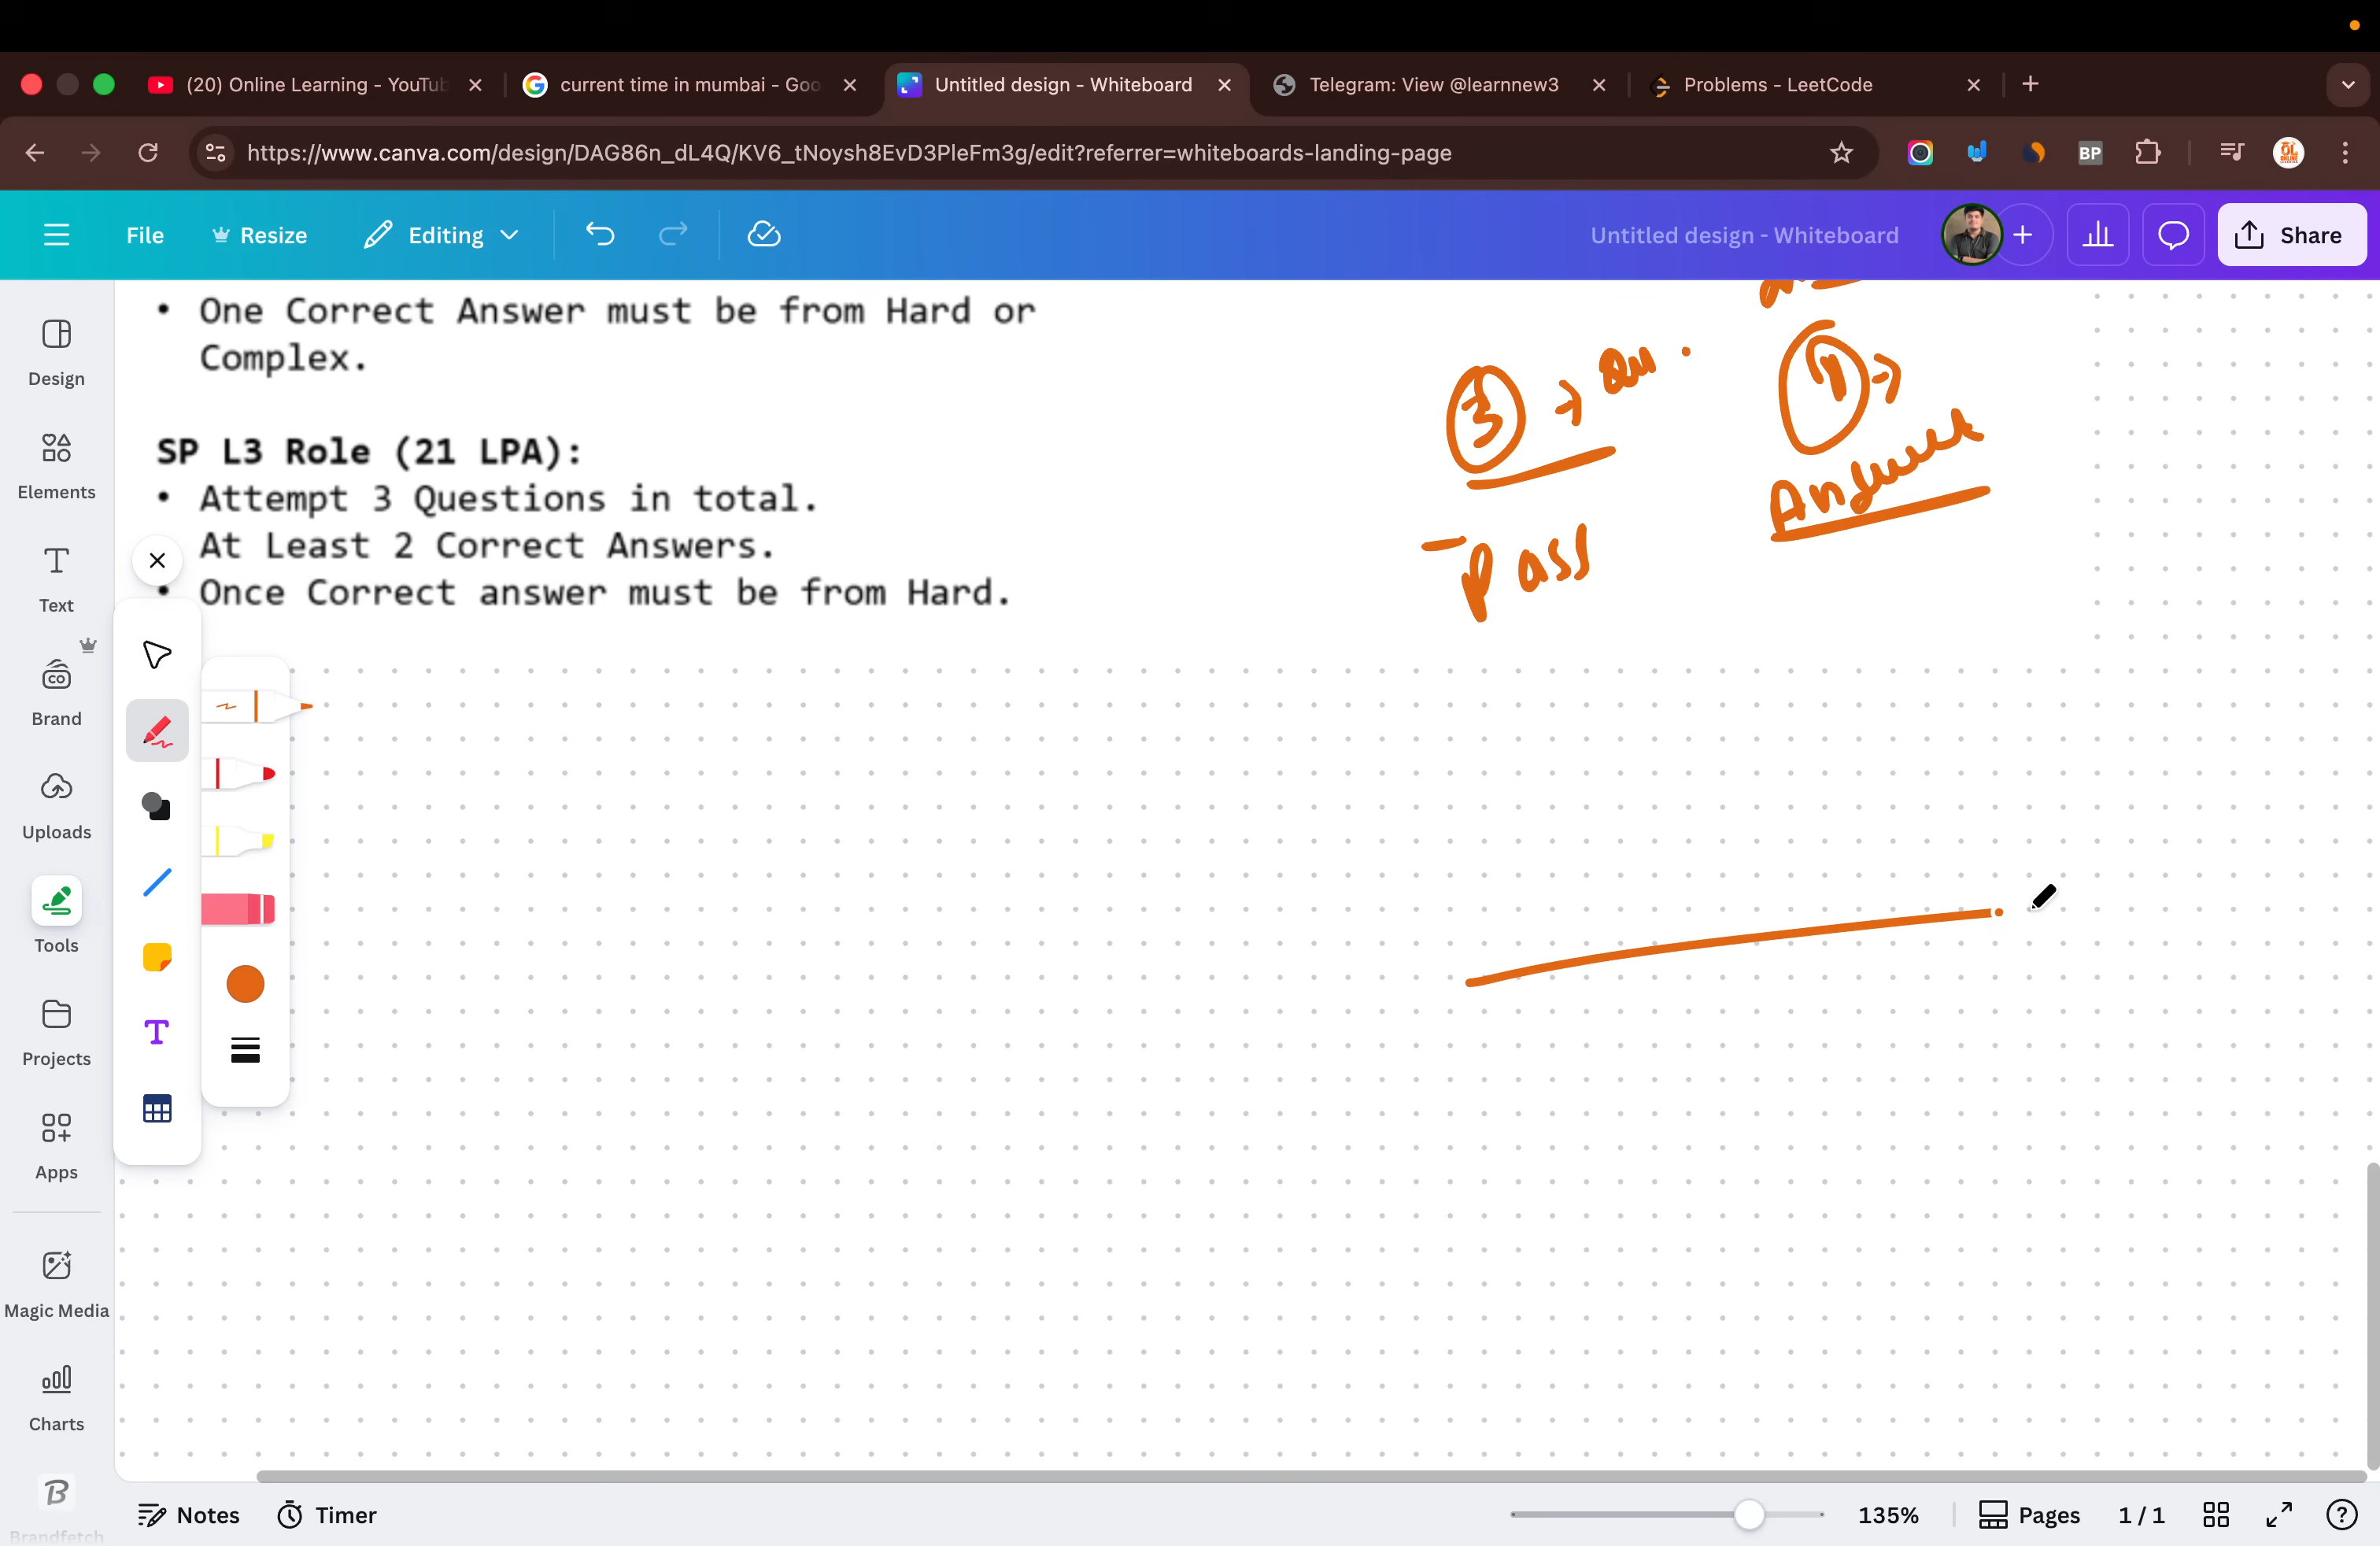 (20) Online Learning - YouTub
current time in mumbai - Goo
Untitled design - Whiteboard
Telegram: View @learnnew3
Problems - LeetCode
https://www.canva.com/design/DAG86n_dL4Q/KV6_tNoysh8EvD3PleFm3g/edit?referrer=whiteboards-landing-page
BP
OL
File
Resize
Editing
Untitled design - Whiteboard
Share
Design
Elements
Text
Brand
Uploads
Tools
Projects
Apps
Magic Media
Charts
Brandfetch
• One Correct Answer must be from Hard or
Complex.
SP L3 Role (21 LPA):
• Attempt 3 Questions in total.
At Least 2 Correct Answers.
• Once Correct answer must be from Hard.
3
1
Pass
Notes
Timer
135%
Pages
1 / 1